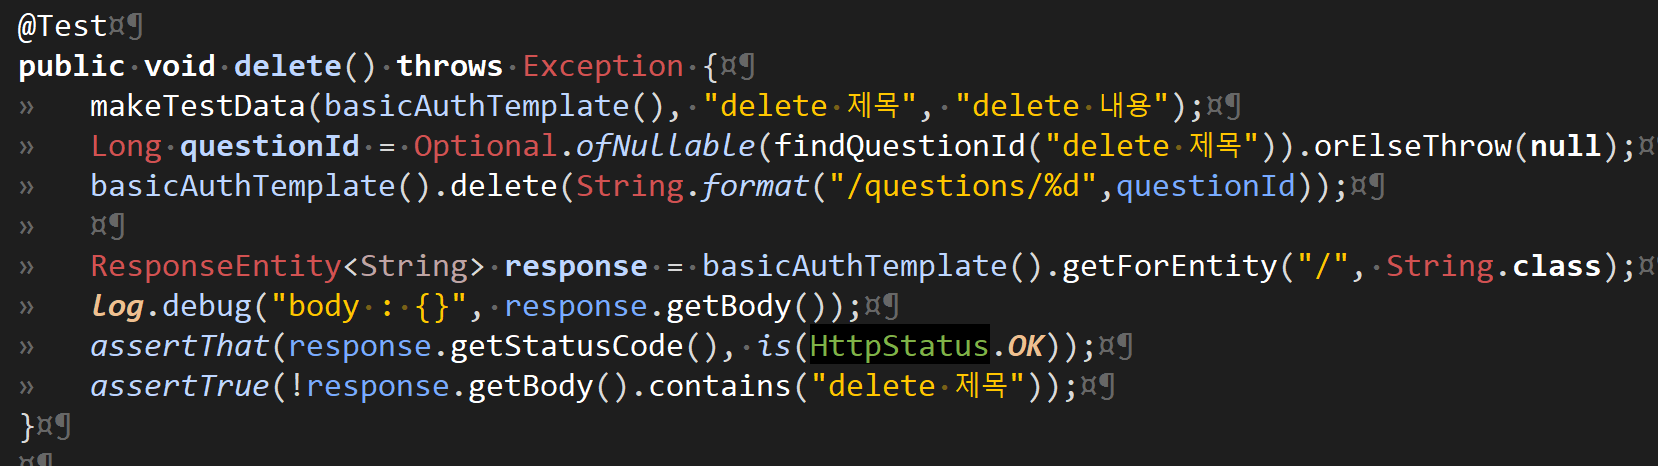 @Test¤¶
public·void·delete()·throws·Exception·{¤¶
»	makeTestData(basicAuthTemplate(),·"delete·제목",·"delete·내용");¤¶
»	Long·questionId·=·Optional.ofNullable(findQuestionId("delete·제목")).orElseThrow(null);¤¶
»	basicAuthTemplate().delete(String.format("/questions/%d",questionId));¤¶
»	¤¶
»	ResponseEntity<String>·response·=·basicAuthTemplate().getForEntity("/",·String.class);¤¶
»	log.debug("body·:·{}",·response.getBody());¤¶
»	assertThat(response.getStatusCode(),·is(HttpStatus.OK));¤¶
»	assertTrue(!response.getBody().contains("delete·제목"));¤¶
}¤¶
¤¶